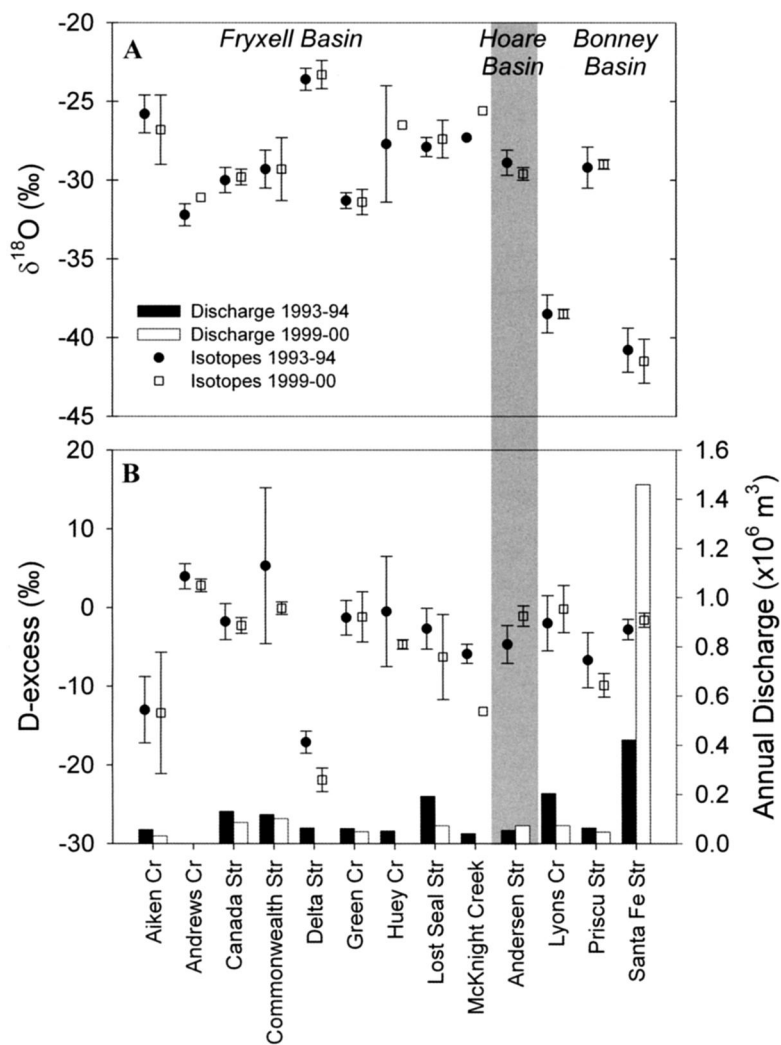 A
Fryxell Basin
Hoare
Basin
Bonney
Basin
-20
-25
-30
-35
-40
-45
δ18O (‰)
Discharge 1993-94
Discharge 1999-00
Isotopes 1993-94
Isotopes 1999-00
B
20
10
0
-10
-20
-30
D-excess (‰)
1.6
1.4
1.2
1.0
0.8
0.6
0.4
0.2
0.0
Annual Discharge (x10⁶ m³)
Aiken Cr
Andrews Cr
Canada Str
Commonwealth Str
Delta Str
Green Cr
Huey Cr
Lost Seal Str
McKnight Creek
Andersen Str
Lyons Cr
Priscu Str
Santa Fe Str